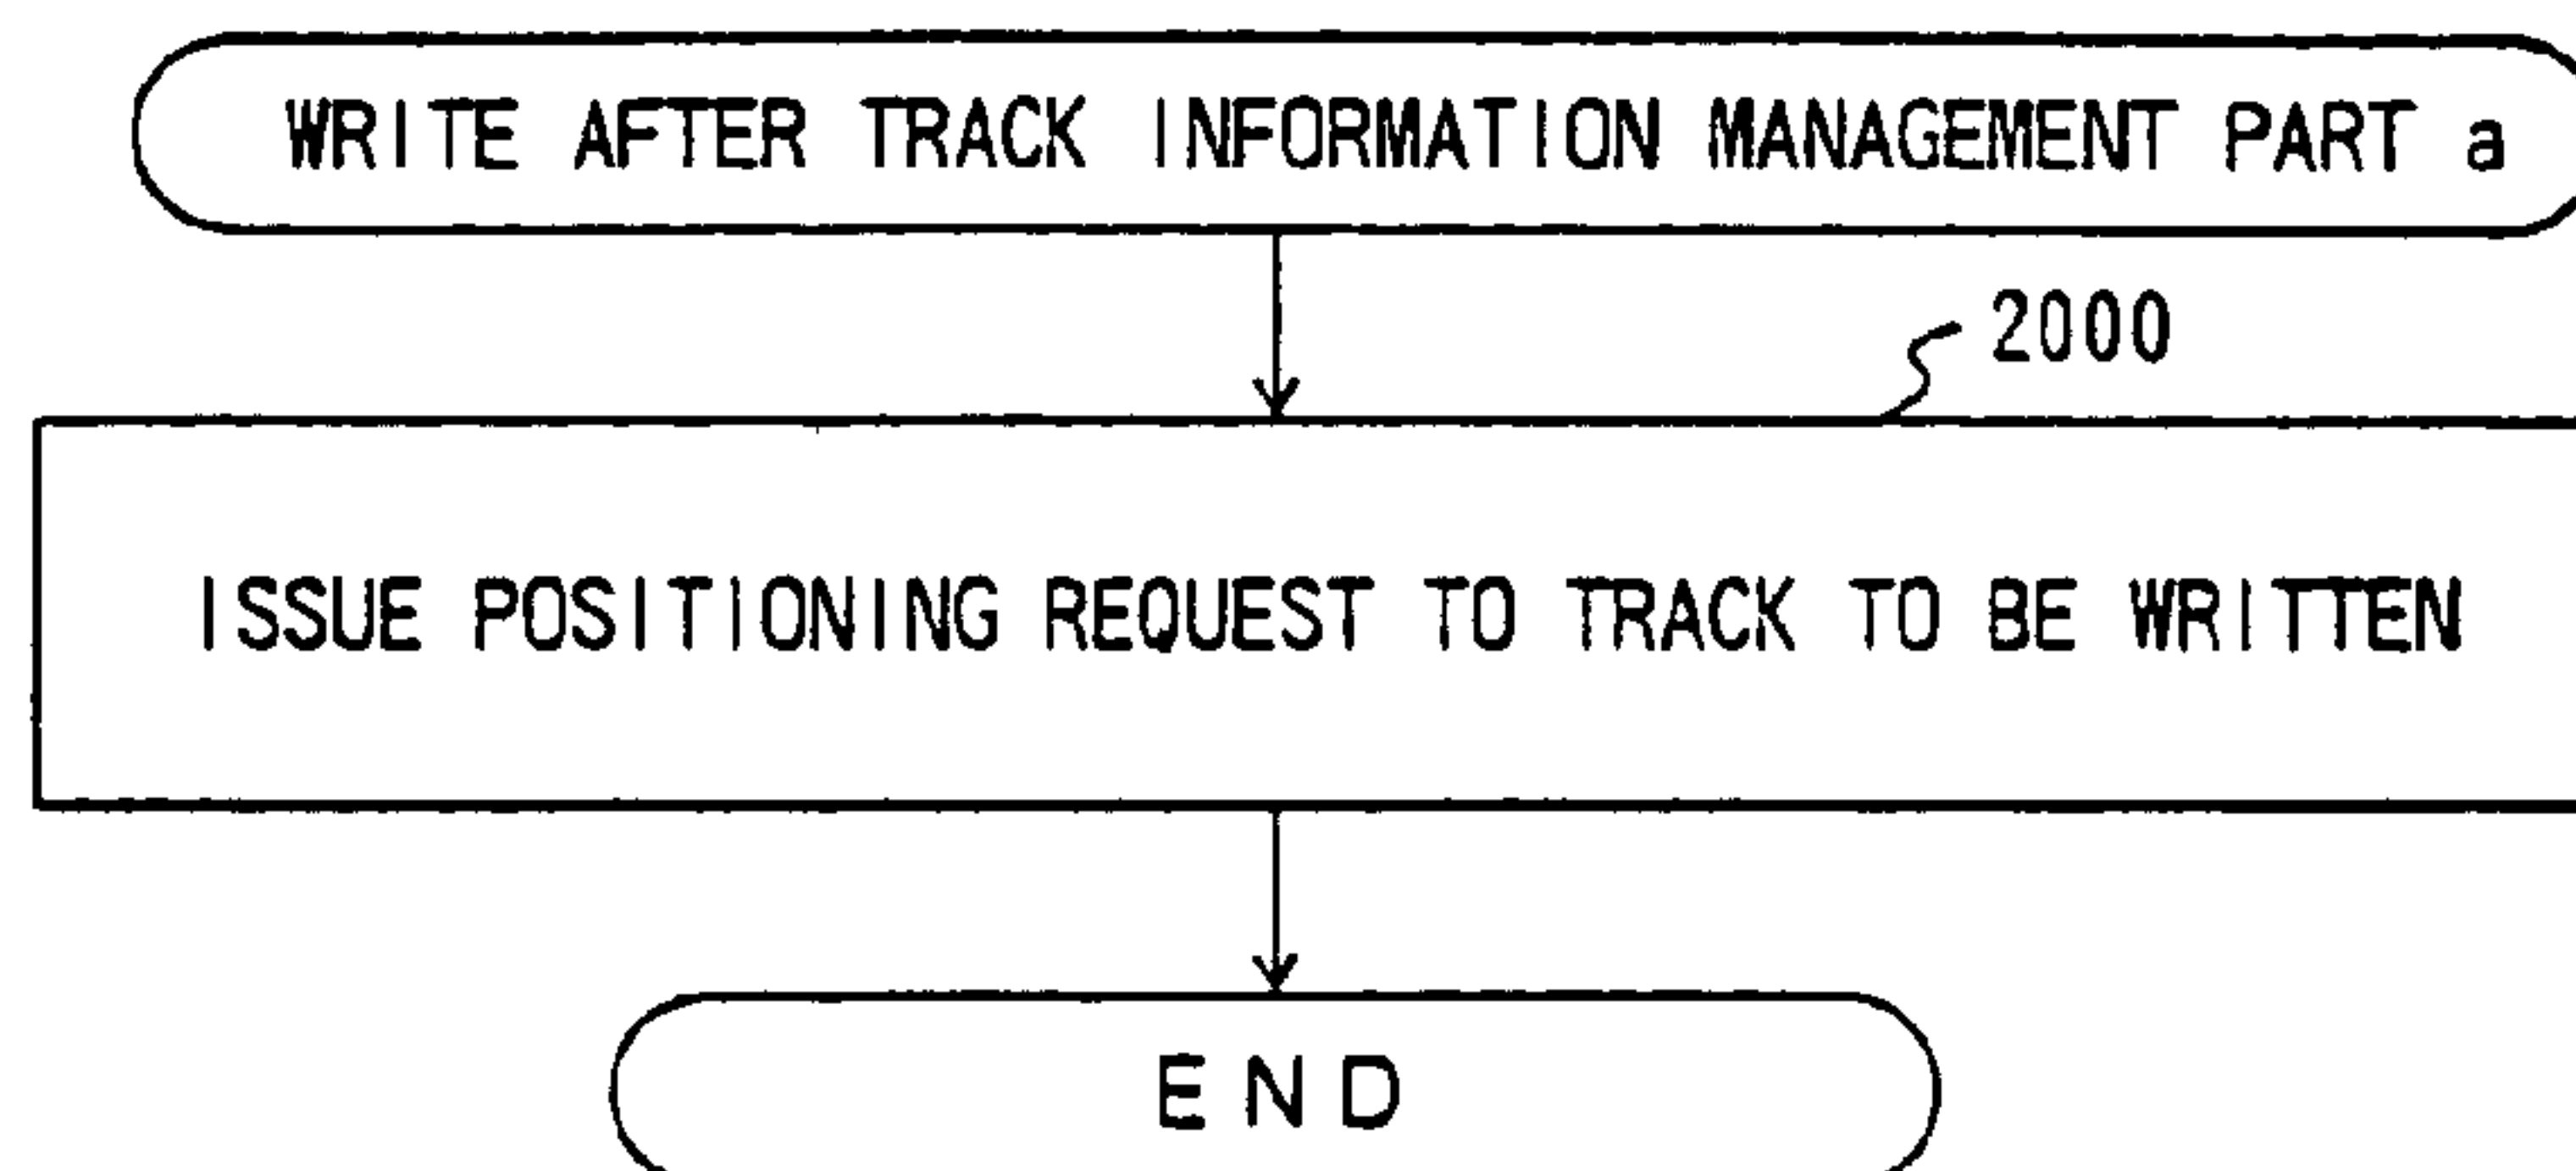 WRITE AFTER TRACK INFORMATION MANAGEMENT PART a
2000
ISSUE POSITIONING REQUEST TO TRACK TO BE WRITTEN
END